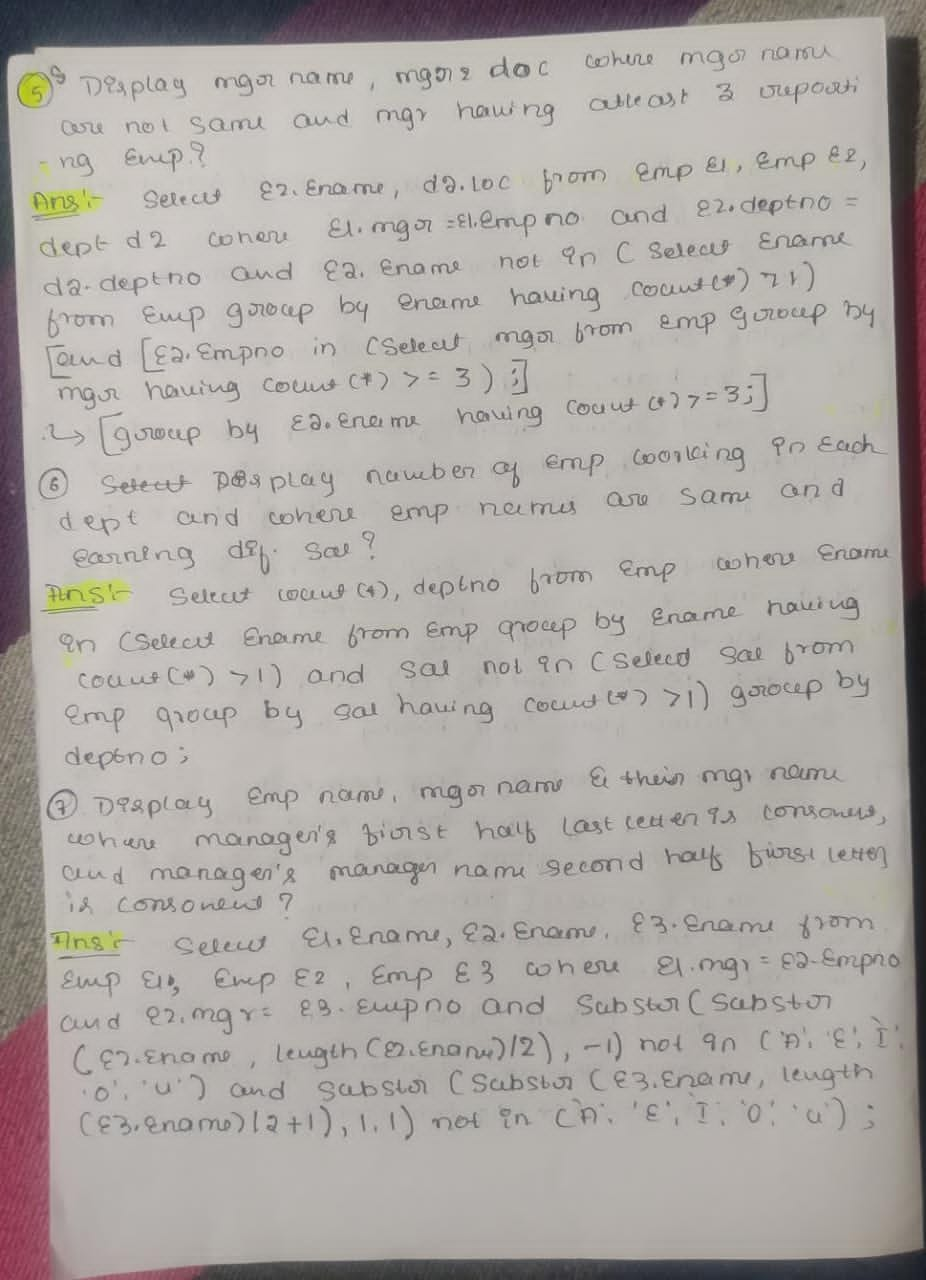 5 Display mgr name, mgr's loc where mgr name
are not same and mgr having atleast 3 reporti
-ng Emp.?
Ans:- Select E2.Ename, d2.loc from Emp E1, Emp E2,
dept d2 where E1.mgr = E1.empno and E2.deptno =
d2.deptno and E2.Ename not in (Select Ename
from Emp group by ename having count(*) >1)
[and [E2.Empno in (Select mgr from emp group by
mgr having count(*) >= 3);]
↳ [group by E2.Ename having count(*) >= 3;]
6 Display number of emp working in Each
dept and where emp names are same and
earning dif. sal?
Ans:- Select count(*), deptno from Emp where Ename
in (Select Ename from Emp group by Ename having
count(*) >1) and sal not in (Select sal from
Emp group by sal having count(*) >1) group by
deptno;
7 Display Emp name, mgr name & their mgr name
where manager's first half last letter is consonent,
and manager's manager name second half first letter
is consonent?
Ans:- Select E1.Ename, E2.Ename, E3.Ename from
Emp E1, Emp E2, Emp E3 where E1.mgr = E2.Empno
and E2.mgr = E3.empno and Substr(Substr
(E2.Ename, length(E2.Ename)/2), -1) not in ('A', 'E', 'I',
'O', 'U') and Substr(Substr(E3.Ename, length
(E3.Ename)/2+1), 1, 1) not in ('A', 'E', 'I', 'O', 'U');